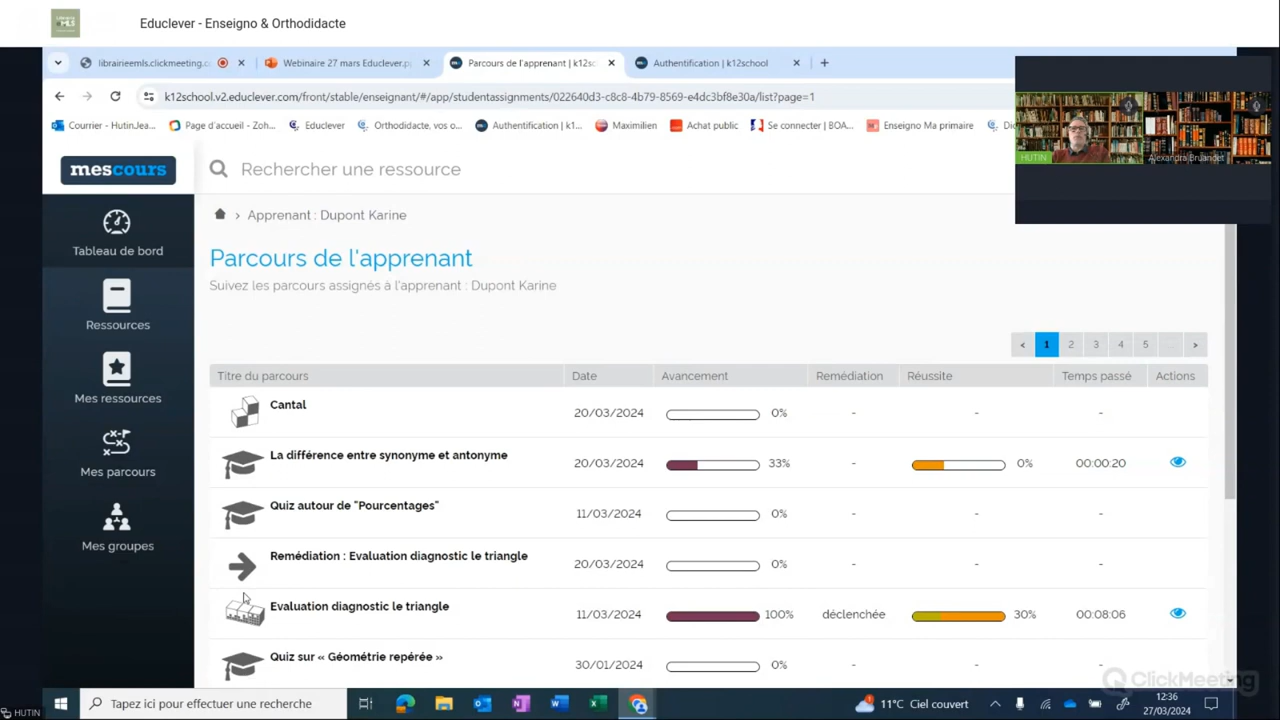 Educlever - Enseigno & Orthodidacte
librairieemls.clickmeeting.c
Webinaire 27 mars Educlever.p
Parcours de l'apprenant | k12sc
Authentification | k12school
k12school.v2.educlever.com/front/stable/enseignant/#/app/studentassignments/022640d3-c8c8-4b79-8569-e4dc3bf8e30a/list?page=1
Courrier - HutinJea... Page d'accueil - Zoh... Educlever Orthodidacte, vos o... Authentification | k1... Maximilien Achat public Se connecter | BOA... Enseigno Ma primaire
HUTIN
Alexandra Bruandet
mescours
Rechercher une ressource
Tableau de bord
Ressources
Mes ressources
Mes parcours
Mes groupes
> Apprenant : Dupont Karine
Parcours de l'apprenant
Suivez les parcours assignés à l'apprenant : Dupont Karine
< 1 2 3 4 5 ... >
Titre du parcours Date Avancement Remédiation Réussite Temps passé Actions
Cantal 20/03/2024 0% - - -
La différence entre synonyme et antonyme 20/03/2024 33% - 0% 00:00:20
Quiz autour de "Pourcentages" 11/03/2024 0% - - -
Remédiation : Evaluation diagnostic le triangle 20/03/2024 0% - - -
Evaluation diagnostic le triangle 11/03/2024 100% déclenchée 30% 00:08:06
Quiz sur « Géométrie repérée » 30/01/2024 0% - - -
ClickMeeting
Tapez ici pour effectuer une recherche
11°C Ciel couvert
12:36
27/03/2024
HUTIN